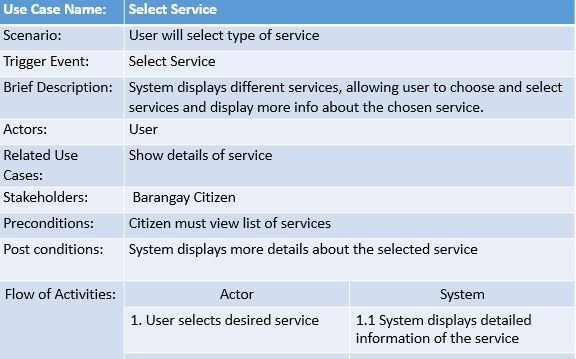 Use Case Name: Select Service
Scenario: User will select type of service
Trigger Event: Select Service
Brief Description: System displays different services, allowing user to choose and select
services and display more info about the chosen service.
Actors: User
Related Use Show details of service
Cases:
Stakeholders: Barangay Citizen
Preconditions: Citizen must view list of services
Post conditions: System displays more details about the selected service
Flow of Activities: Actor System
1. User selects desired service 1.1 System displays detailed
information of the service